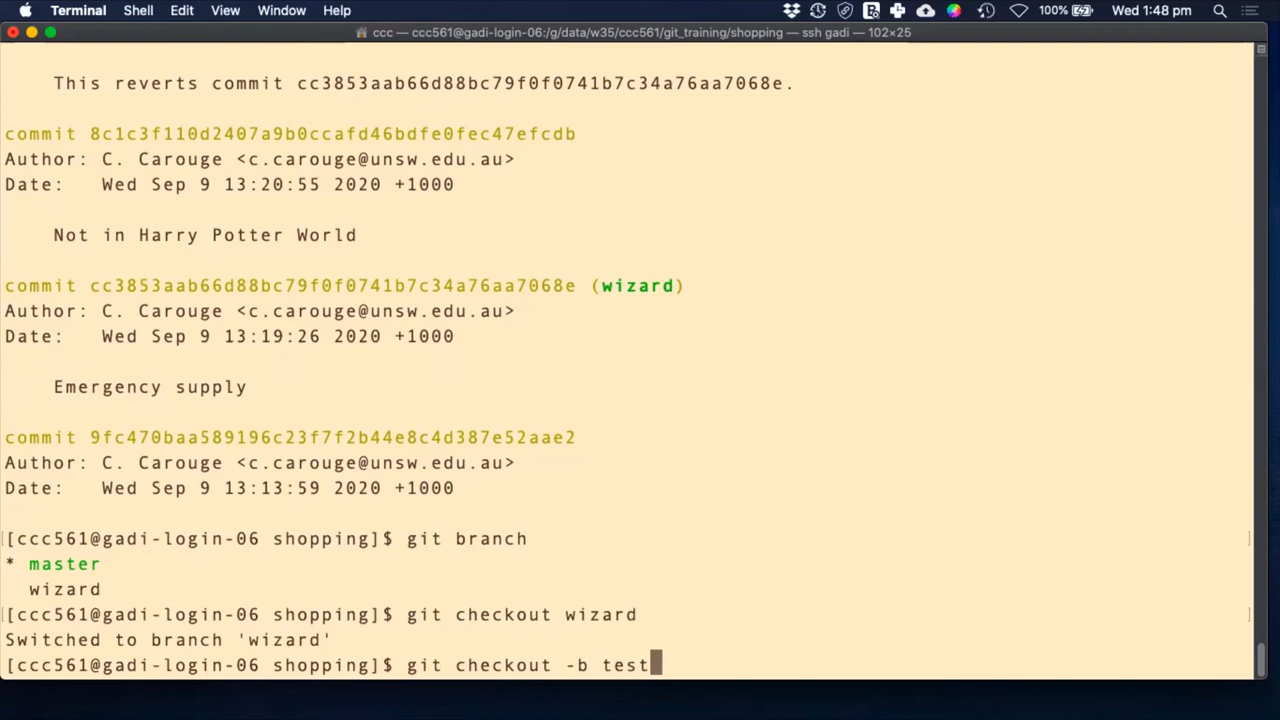 Terminal Shell Edit View Window Help 100% Wed 1:48 pm
ccc — ccc561@gadi-login-06:/g/data/w35/ccc561/git_training/shopping — ssh gadi — 102×25
This reverts commit cc3853aab66d88bc79f0f0741b7c34a76aa7068e.
commit 8c1c3f110d2407a9b0ccafd46bdfe0fec47efcdb
Author: C. Carouge <c.carouge@unsw.edu.au>
Date:   Wed Sep 9 13:20:55 2020 +1000
Not in Harry Potter World
commit cc3853aab66d88bc79f0f0741b7c34a76aa7068e (wizard)
Author: C. Carouge <c.carouge@unsw.edu.au>
Date:   Wed Sep 9 13:19:26 2020 +1000
Emergency supply
commit 9fc470baa589196c23f7f2b44e8c4d387e52aae2
Author: C. Carouge <c.carouge@unsw.edu.au>
Date:   Wed Sep 9 13:13:59 2020 +1000
[ccc561@gadi-login-06 shopping]$ git branch
* master
wizard
[ccc561@gadi-login-06 shopping]$ git checkout wizard
Switched to branch 'wizard'
[ccc561@gadi-login-06 shopping]$ git checkout -b test